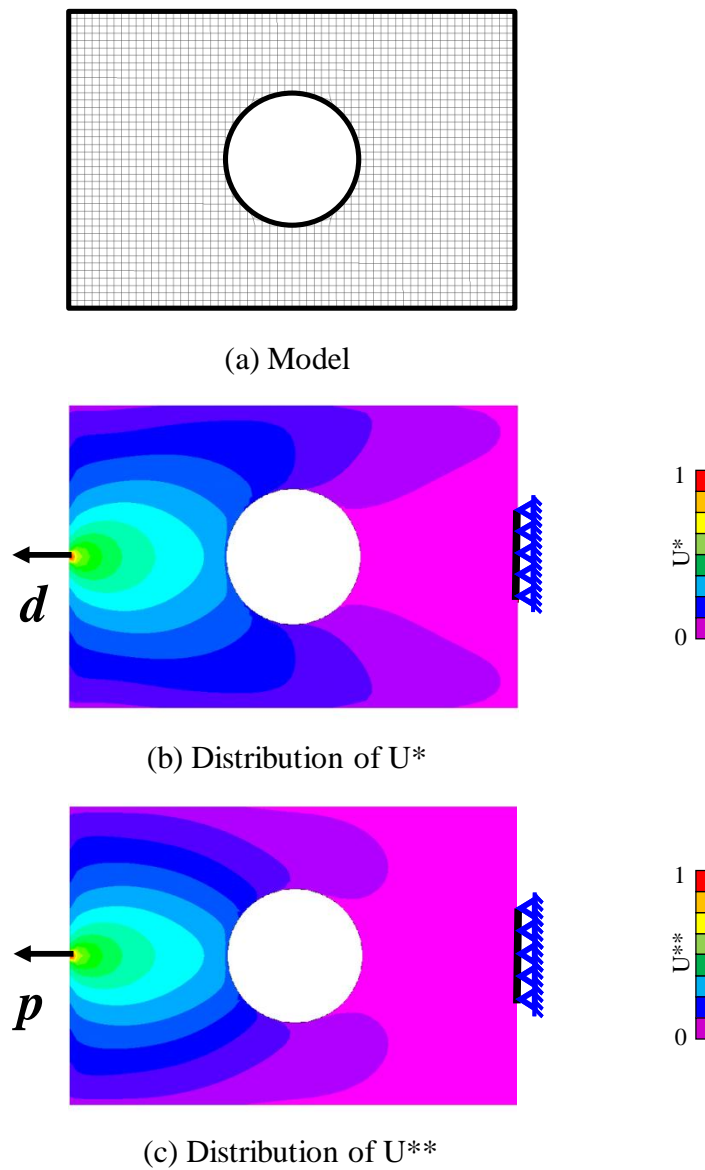 (a) Model
d
1
U*
0
(b) Distribution of U*
p
1
U**
0
(c) Distribution of U**